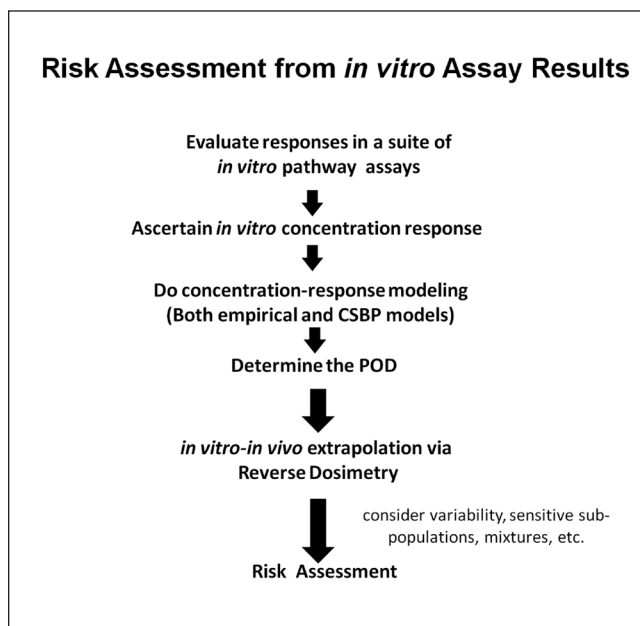 Risk Assessment from in vitro Assay Results
Evaluate responses in a suite of
in vitro pathway assays
Ascertain in vitro concentration response
Do concentration-response modeling
(Both empirical and CSBP models)
Determine the POD
in vitro-in vivo extrapolation via
Reverse Dosimetry
consider variability, sensitive sub-
populations, mixtures, etc.
Risk Assessment